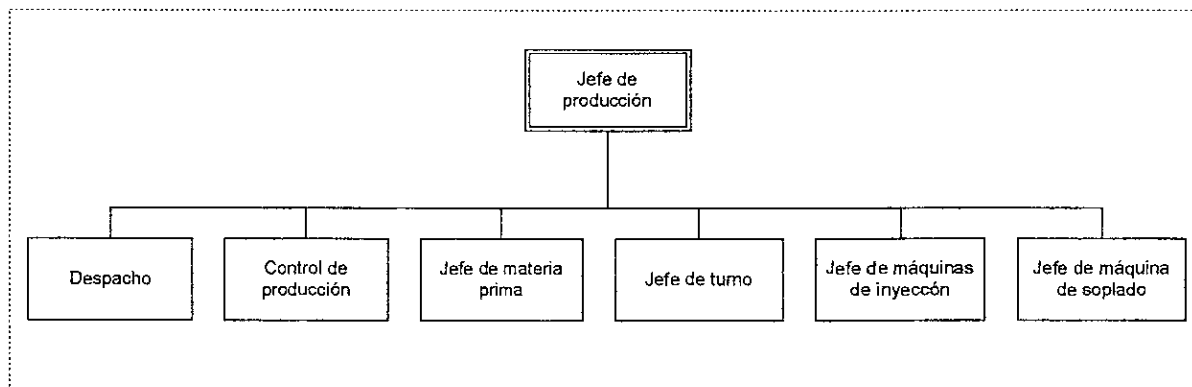 Jefe de
producción
Despacho
Control de
producción
Jefe de materia
prima
Jefe de turno
Jefe de máquinas
de inyeccón
Jefe de máquina
de soplado